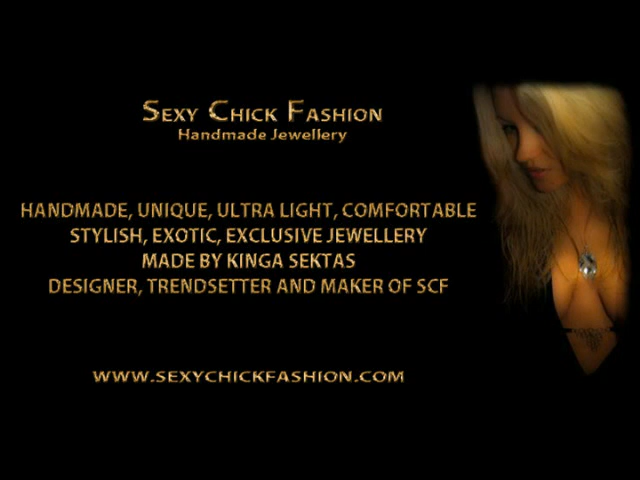 Sexy Chick Fashion
Handmade Jewellery
HANDMADE, UNIQUE, ULTRA LIGHT, COMFORTABLE
STYLISH, EXOTIC, EXCLUSIVE JEWELLERY
MADE BY KINGA SEKTAS
DESIGNER, TRENDSETTER AND MAKER OF SCF
WWW.SEXYCHICKFASHION.COM